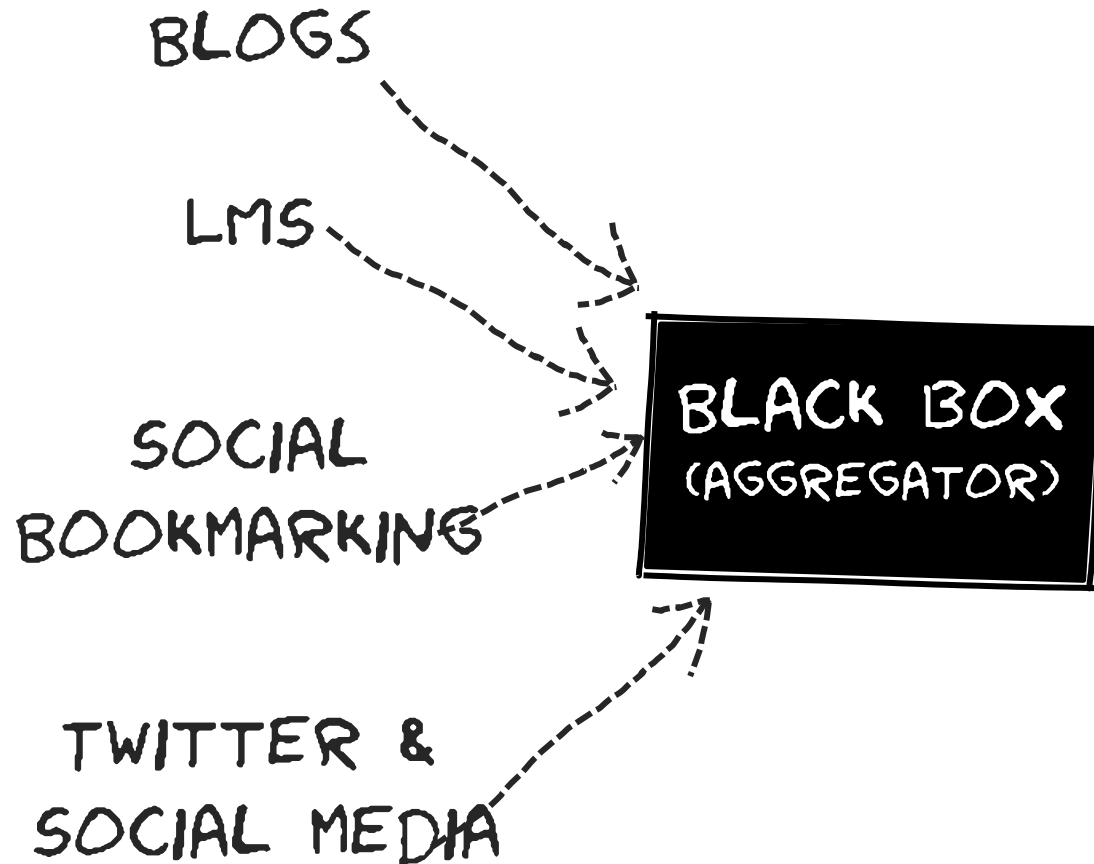 BLOGS
LMS
SOCIAL
BOOKMARKING
BLACK BOX
(AGGREGATOR)
TWITTER &
SOCIAL MEDIA